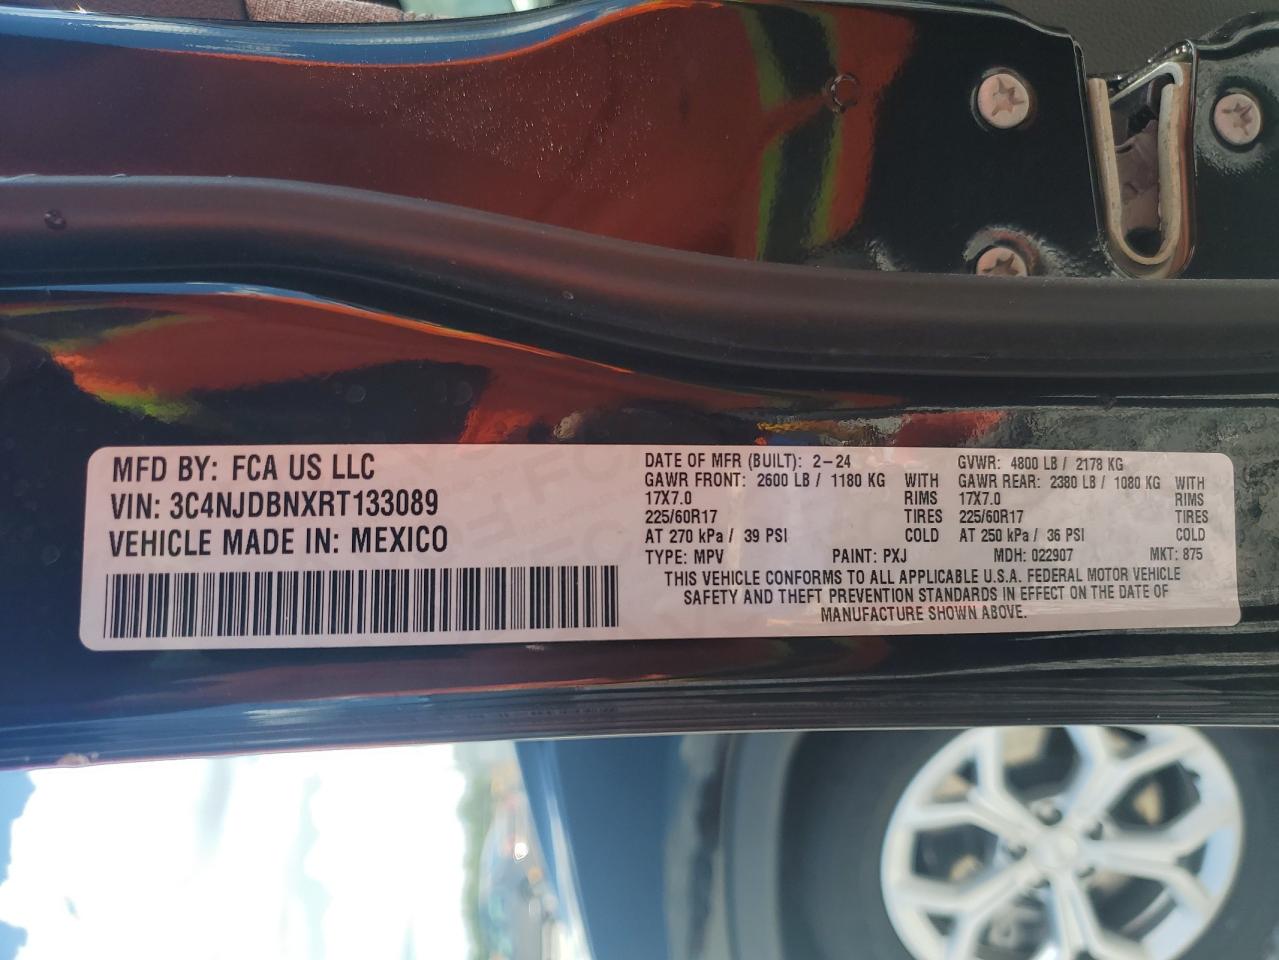 MFD BY: FCA US LLC
VIN: 3C4NJDBNXRT133089
VEHICLE MADE IN: MEXICO
DATE OF MFR (BUILT): 2-24 GVWR: 4800 LB / 2178 KG
GAWR FRONT: 2600 LB / 1180 KG WITH GAWR REAR: 2380 LB / 1080 KG WITH
17X7.0 RIMS 17X7.0 RIMS
225/60R17 TIRES 225/60R17 TIRES
AT 270 kPa / 39 PSI COLD AT 250 kPa / 36 PSI COLD
TYPE: MPV PAINT: PXJ MDH: 022907 MKT: 875
THIS VEHICLE CONFORMS TO ALL APPLICABLE U.S.A. FEDERAL MOTOR VEHICLE
SAFETY AND THEFT PREVENTION STANDARDS IN EFFECT ON THE DATE OF
MANUFACTURE SHOWN ABOVE.